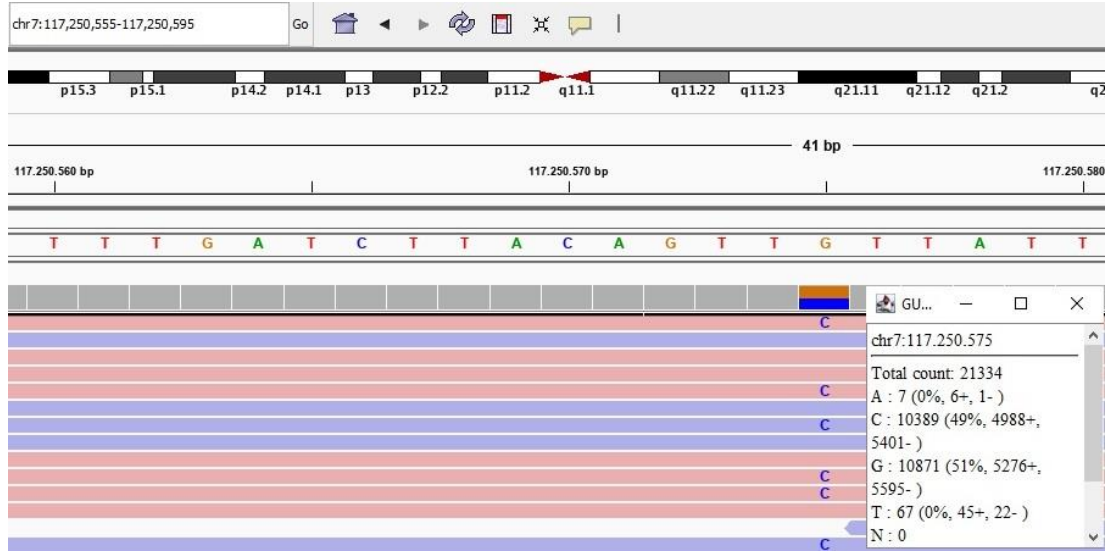 chr7:117,250,555-117,250,595 Go
p15.3 p15.1 p14.2 p14.1 p13 p12.2 p11.2 q11.1 q11.22 q11.23 q21.11 q21.12 q21.2 q2
41 bp
117.250.560 bp 117.250.570 bp 117.250.580
T T T G A T C T T A C A G T T G T T A T T
GU...
C
chr7:117.250.575
Total count: 21334
A : 7 (0%, 6+, 1- )
C
C : 10389 (49%, 4988+,
C
5401- )
G : 10871 (51%, 5276+,
C
5595- )
C
T : 67 (0%, 45+, 22- )
N : 0
C